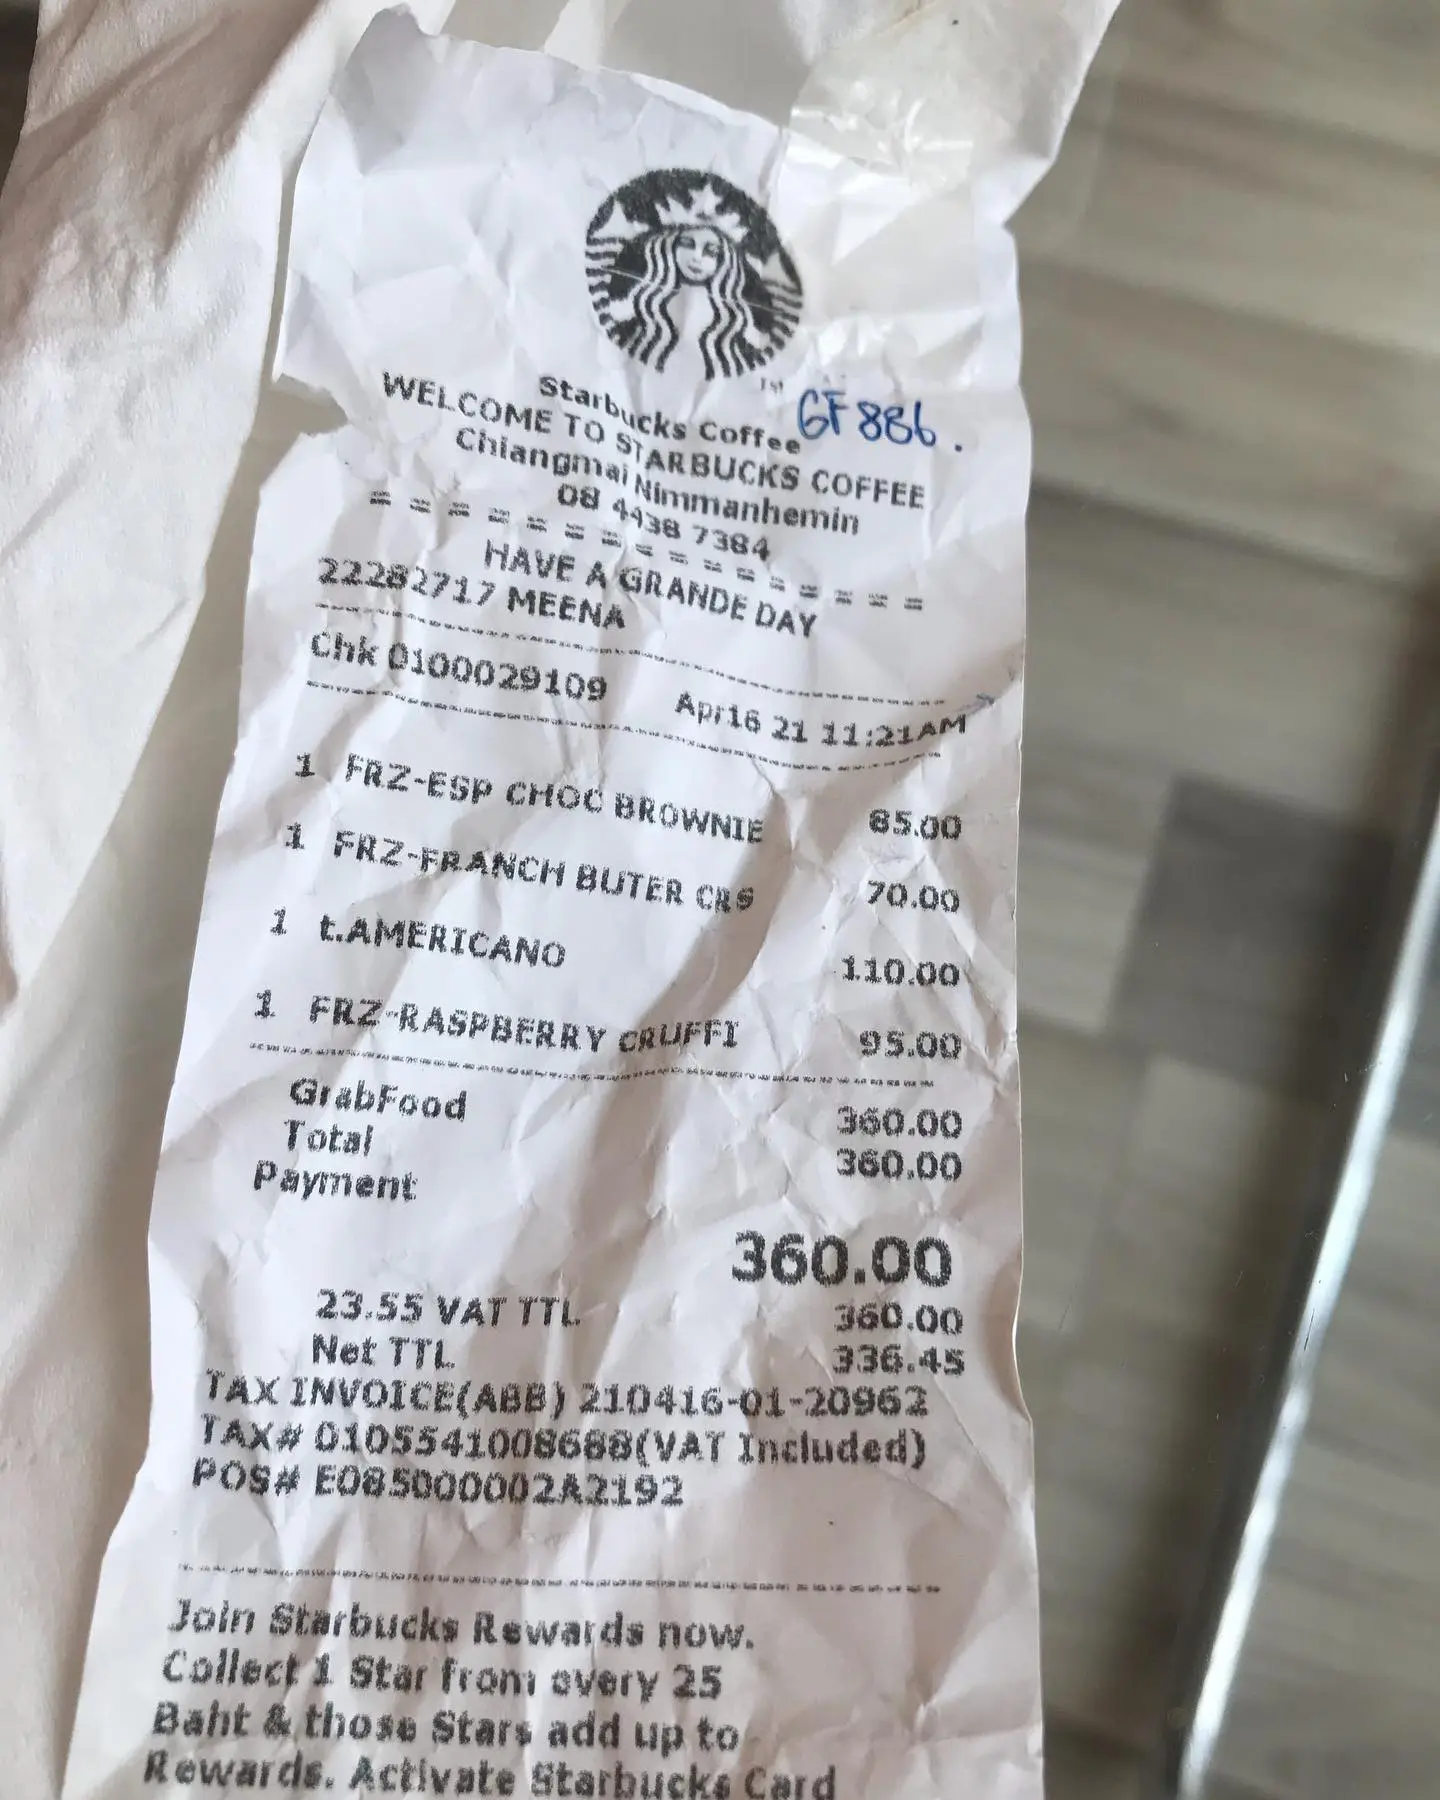 Starbucks Coffee
GF 886.
WELCOME TO STARBUCKS COFFEE
Chiangmai Nimmanhemin
08 4438 7384
= = = = = = = = = = = = = = = = =
HAVE A GRANDE DAY
22282717 MEENA
Chk 0100029109 Apr16 21 11:21AM
1 FRZ-ESP CHOC BROWNIE 85.00
1 FRZ-FRANCH BUTER CRS 70.00
1 t.AMERICANO 110.00
1 FRZ-RASPBERRY CRUFFI 95.00
GrabFood 360.00
Total 360.00
Payment
360.00
23.55 VAT TTL 360.00
Net TTL 336.45
TAX INVOICE(ABB) 210416-01-20962
TAX# 0105541008688(VAT Included)
POS# E085000002A2192
Join Starbucks Rewards now.
Collect 1 Star from every 25
Baht & those Stars add up to
Rewards. Activate Starbucks Card